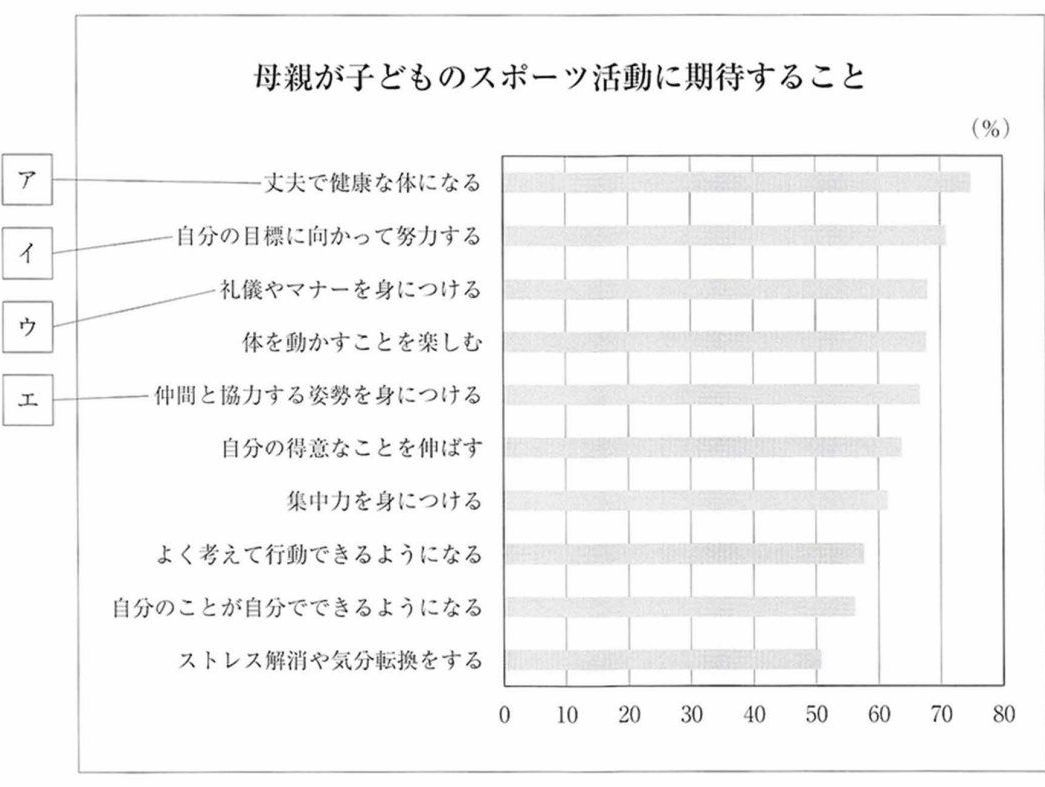 母親が子どものスポーツ活動に期待すること
(%)
ア
丈夫で健康な体になる
イ
自分の目標に向かって努力する
ウ
礼儀やマナーを身につける
体を動かすことを楽しむ
エ
仲間と協力する姿勢を身につける
自分の得意なことを伸ばす
集中力を身につける
よく考えて行動できるようになる
自分のことが自分でできるようになる
ストレス解消や気分転換をする
0 10 20 30 40 50 60 70 80